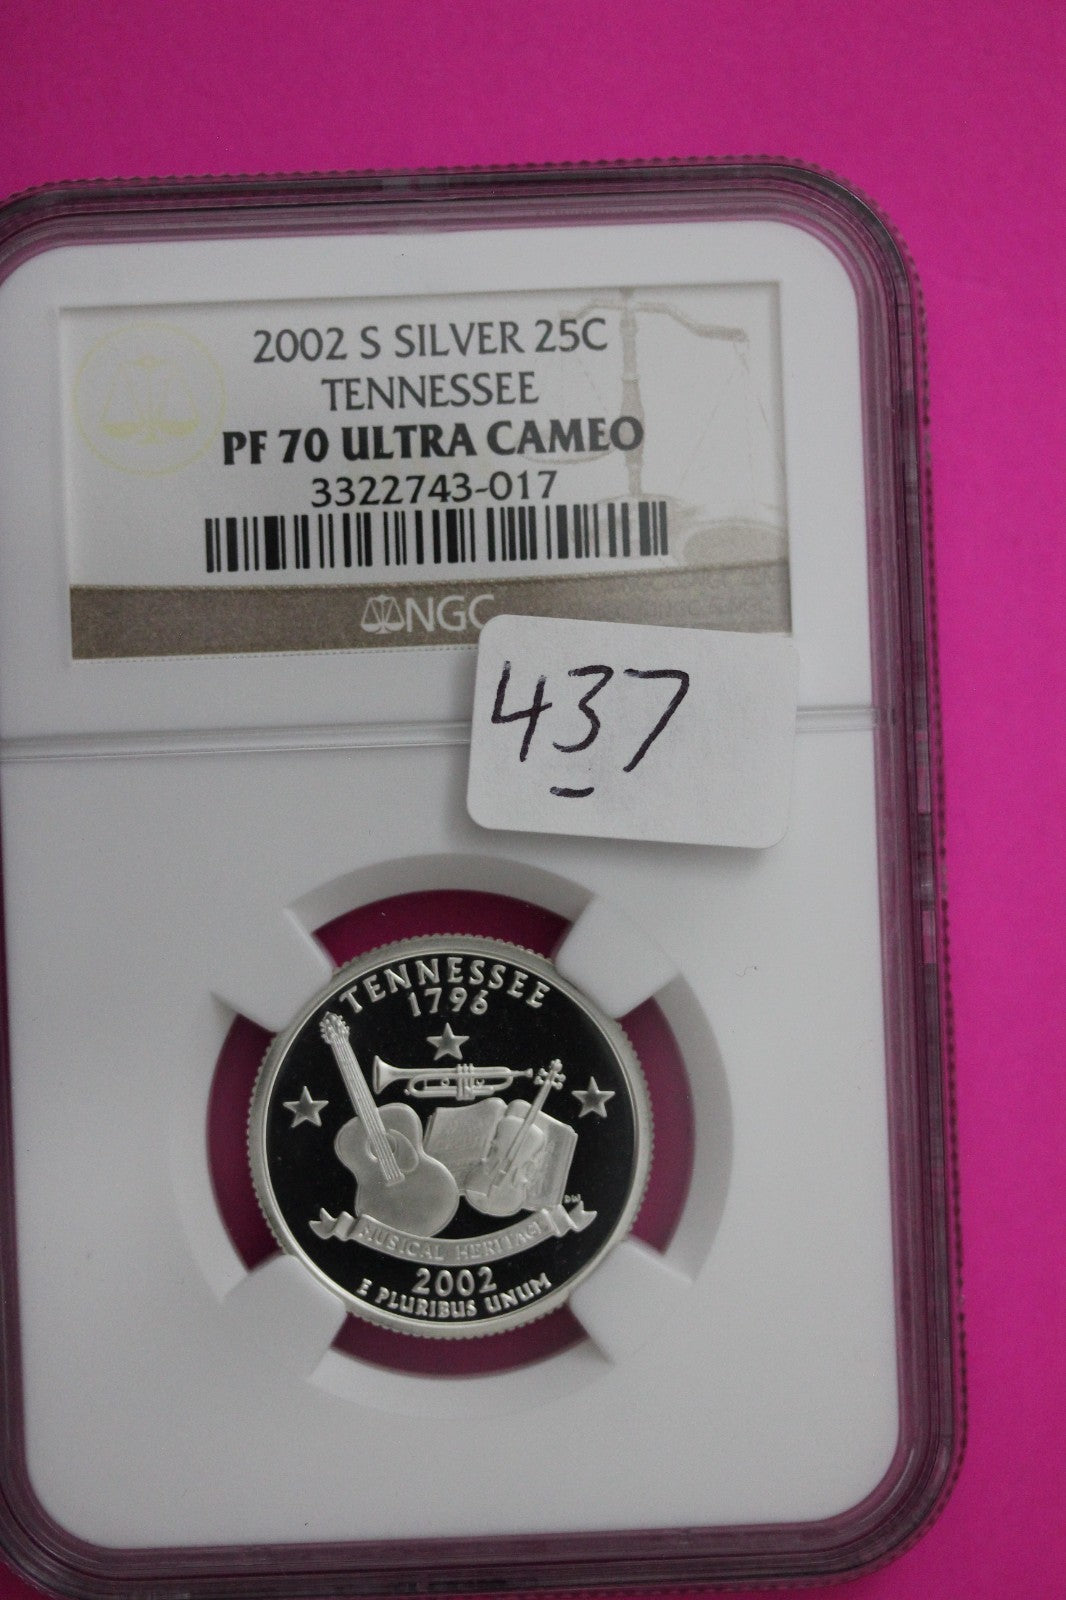 2002 S SILVER 25C
TENNESSEE
PF 70 ULTRA CAMEO
3322743-017
NGC
437
TENNESSEE
1796
DW
MUSICAL HERITAGE
2002
E PLURIBUS UNUM